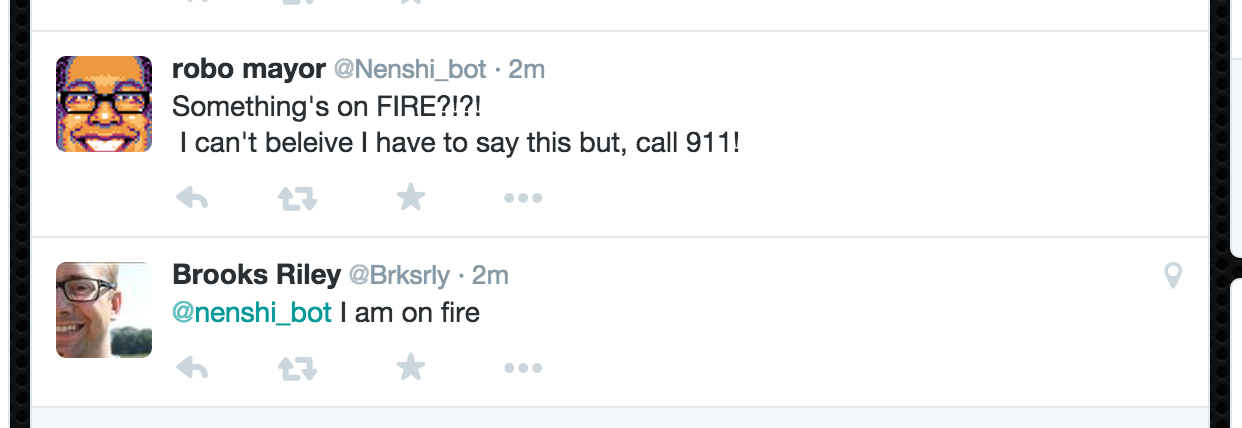 robo mayor @Nenshi_bot · 2m
Something's on FIRE?!?!
I can't beleive I have to say this but, call 911!
Brooks Riley @Brksrly · 2m
@nenshi_bot I am on fire